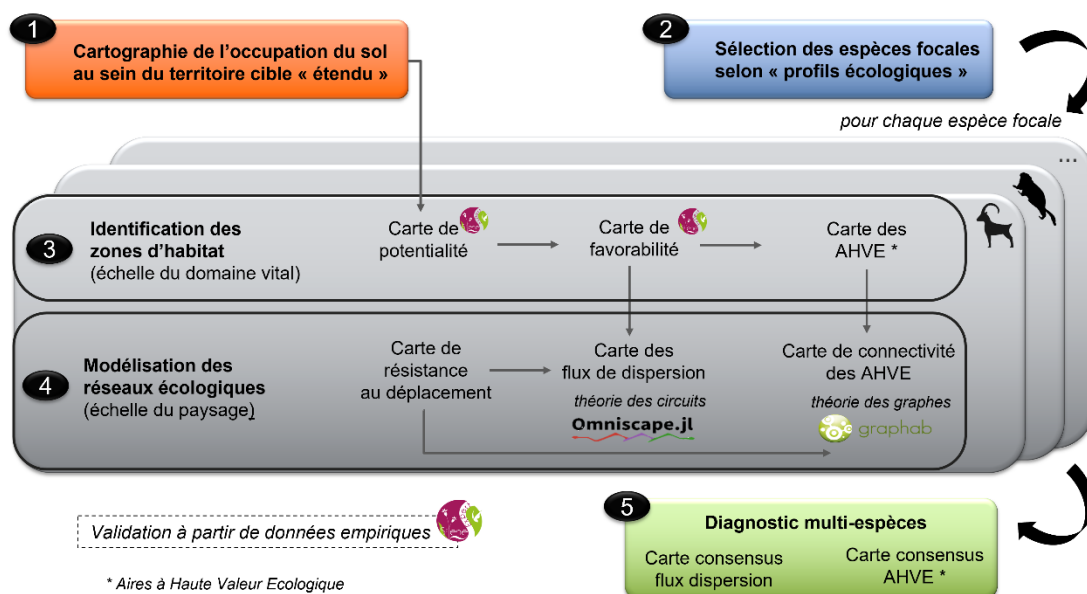 1
Cartographie de l’occupation du sol
au sein du territoire cible « étendu »
2
Sélection des espèces focales
selon « profils écologiques »
pour chaque espèce focale
...
3
Identification des
zones d’habitat
(échelle du domaine vital)
Carte de
potentialité
Carte de
favorabilité
Carte des
AHVE *
4
Modélisation des
réseaux écologiques
(échelle du paysage)
Carte de
résistance
au déplacement
Carte des
flux de dispersion
théorie des circuits
Omniscape.jl
Carte de connectivité
des AHVE
théorie des graphes
graphab
Validation à partir de données empiriques
* Aires à Haute Valeur Ecologique
5
Diagnostic multi-espèces
Carte consensus
flux dispersion
Carte consensus
AHVE *